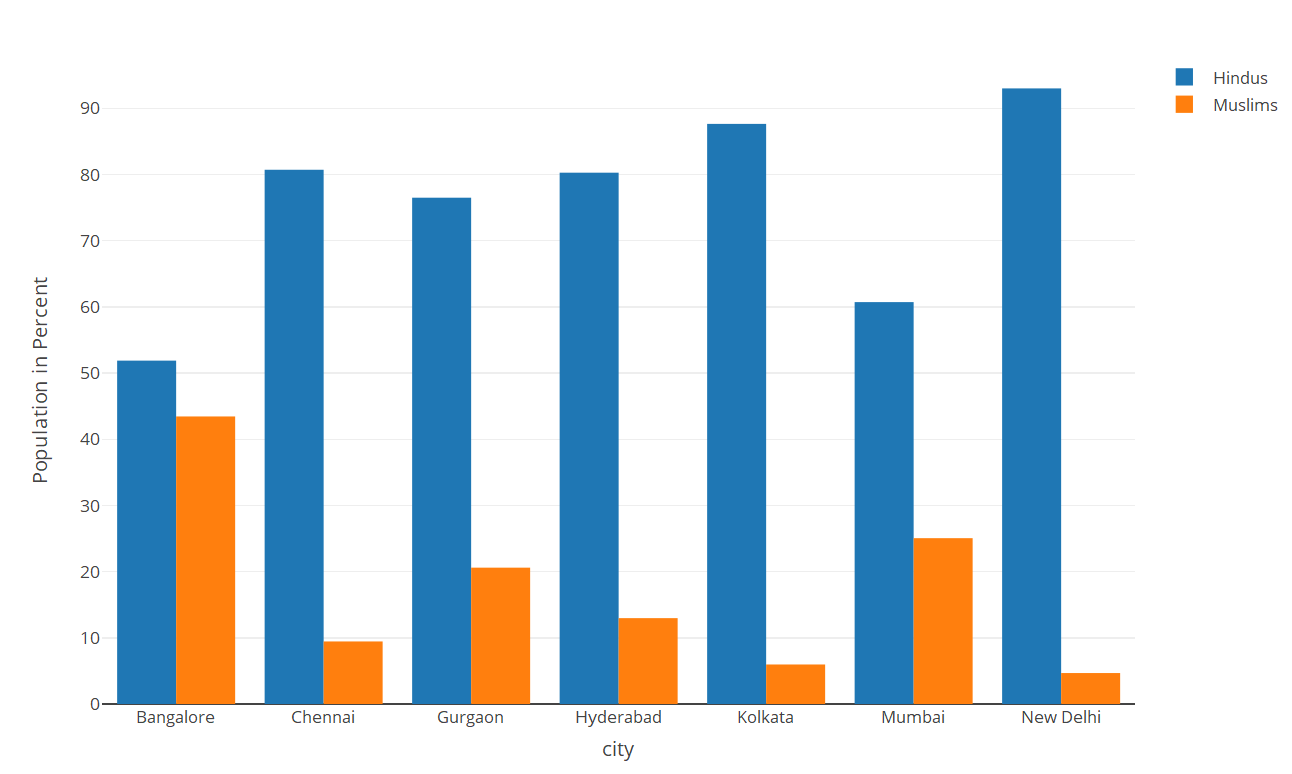 Hindus
Muslims
90
80
70
60
50
40
30
20
10
0
Population in Percent
Bangalore Chennai Gurgaon Hyderabad Kolkata Mumbai New Delhi
city